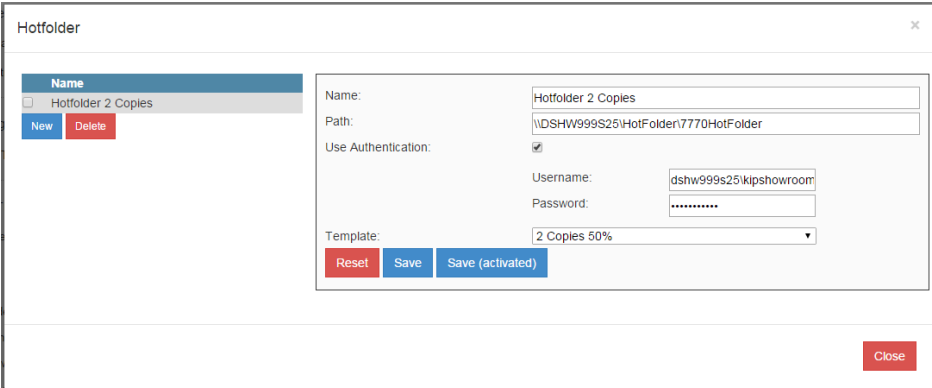 Hotfolder
×
Name
Hotfolder 2 Copies
New Delete
Name: Hotfolder 2 Copies
Path: \\DSHW999S25\HotFolder\7770HotFolder
Use Authentication:
Username: dshw999s25\kipshowroom
Password: •••••••••••
Template: 2 Copies 50%
Reset Save Save (activated)
Close